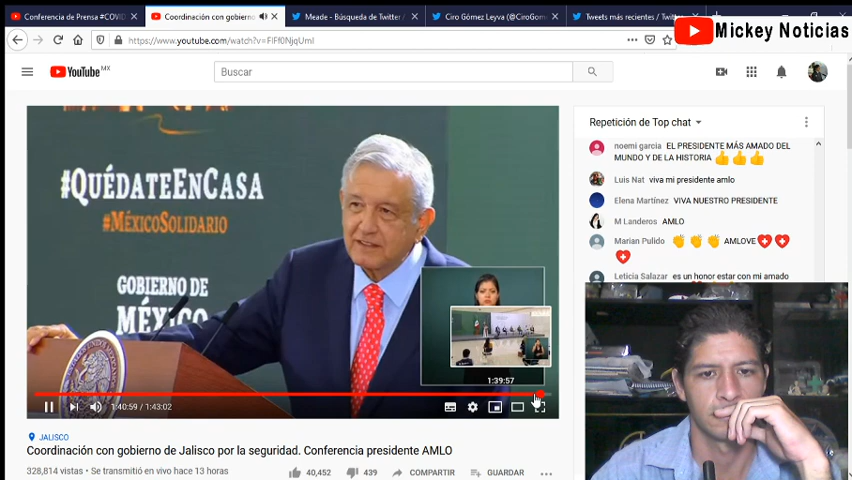 Conferencia de Prensa #COVID
Coordinación con gobierno
Meade - Búsqueda de Twitter /
Ciro Gómez Leyva (@CiroGom
Tweets más recientes / Twitte
Mickey Noticias
https://www.youtube.com/watch?v=FlFf0NjqUmI
YouTube MX
Buscar
#QUÉDATEENCASA
#MÉXICOSOLIDARIO
GOBIERNO DE
MÉXICO
1:39:57
1:40:59 / 1:43:02
Repetición de Top chat
noemi garcia EL PRESIDENTE MÁS AMADO DEL
MUNDO Y DE LA HISTORIA 👍👍👍
Luis Nat viva mi presidente amlo
Elena Martínez VIVA NUESTRO PRESIDENTE
M Landeros AMLO
Marian Pulido 👏👏👏 AMLOVE
Leticia Salazar es un honor estar con mi amado
JALISCO
Coordinación con gobierno de Jalisco por la seguridad. Conferencia presidente AMLO
328,814 vistas • Se transmitió en vivo hace 13 horas
40,452
439
COMPARTIR
GUARDAR